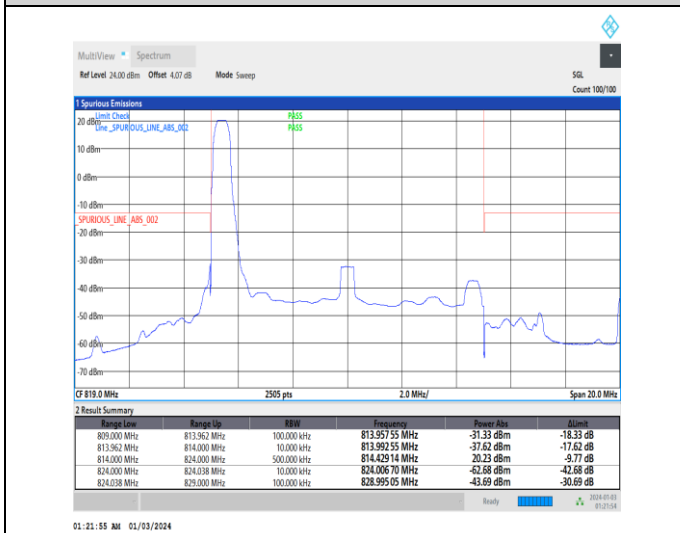 MultiView Spectrum
Ref Level 24.00 dBm Offset 4.07 dB Mode Sweep SGL
Count 100/100
1 Spurious Emissions
Limit Check PASS
Line _SPURIOUS_LINE_ABS_002 PASS
20 dBm
10 dBm
0 dBm
-10 dBm
_SPURIOUS_LINE_ABS_002
-20 dBm
-30 dBm
-40 dBm
-50 dBm
-60 dBm
-70 dBm
CF 819.0 MHz 2505 pts 2.0 MHz/ Span 20.0 MHz
2 Result Summary
Range Low Range Up RBW Frequency Power Abs ΔLimit
809.000 MHz 813.962 MHz 100.000 kHz 813.957 55 MHz -31.33 dBm -18.33 dB
813.962 MHz 814.000 MHz 10.000 kHz 813.992 55 MHz -37.62 dBm -17.62 dB
814.000 MHz 824.000 MHz 500.000 kHz 814.429 14 MHz 20.23 dBm -9.77 dB
824.000 MHz 824.038 MHz 10.000 kHz 824.006 70 MHz -62.68 dBm -42.68 dB
824.038 MHz 829.000 MHz 100.000 kHz 828.995 05 MHz -43.69 dBm -30.69 dB
Ready 2024-01-03
01:21:54
01:21:55 AM 01/03/2024